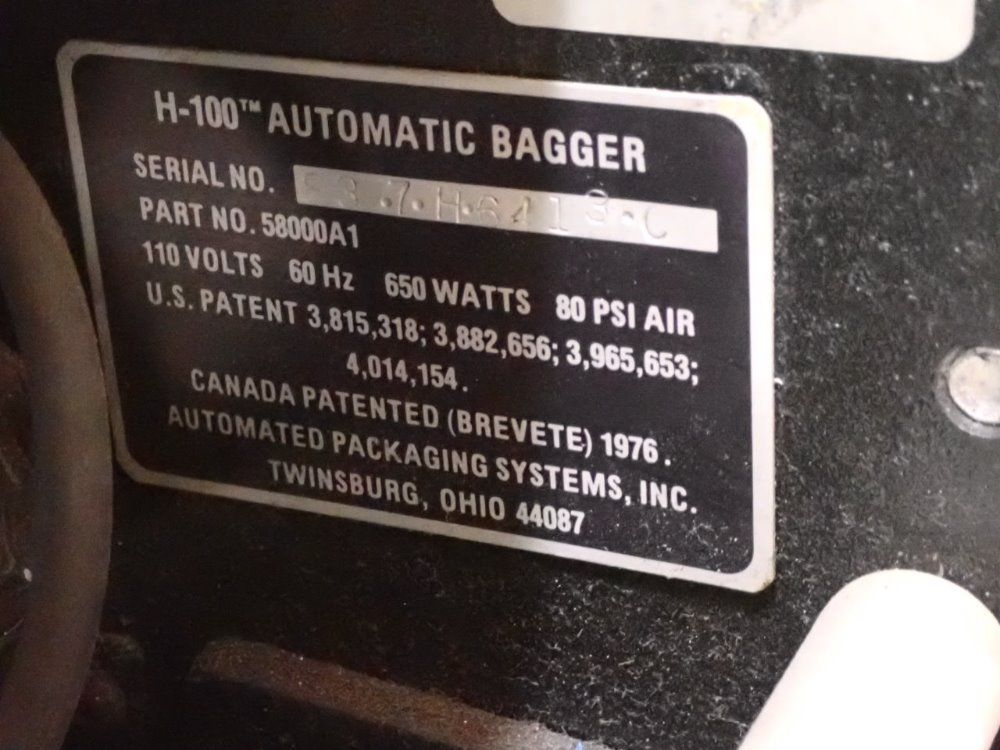 H-100™ AUTOMATIC BAGGER
SERIAL NO.
PART NO. 58000A1
110 VOLTS 60 Hz 650 WATTS 80 PSI AIR
U.S. PATENT 3,815,318; 3,882,656; 3,965,653;
4,014,154.
CANADA PATENTED (BREVETE) 1976.
AUTOMATED PACKAGING SYSTEMS, INC.
TWINSBURG, OHIO 44087